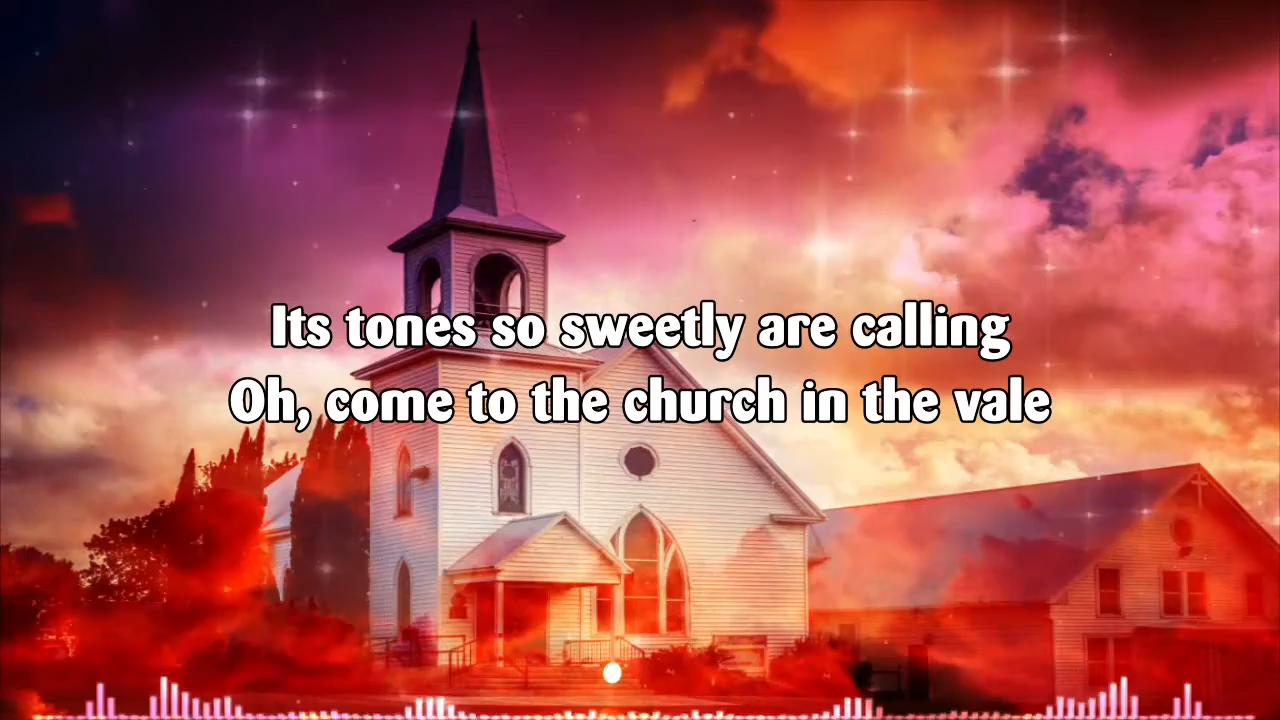 Its tones so sweetly are calling
Oh, come to the church in the vale